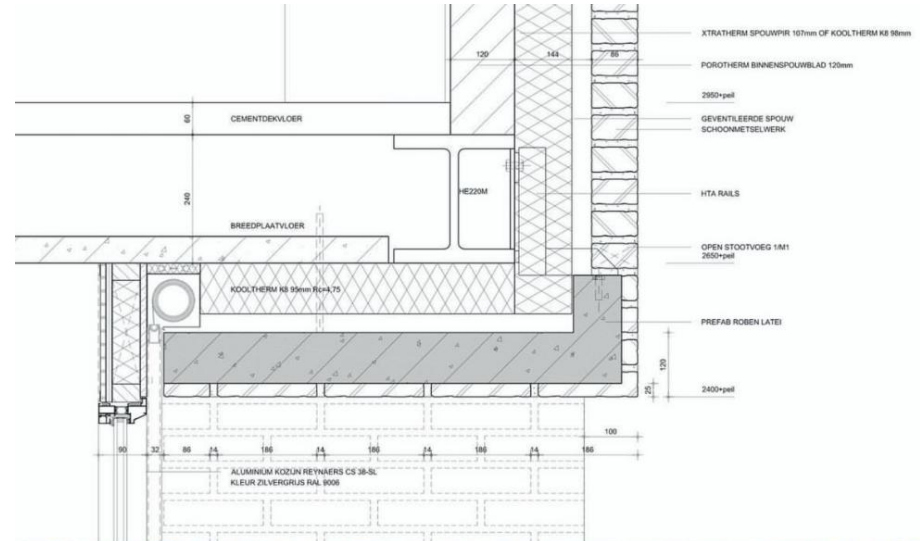 XTRATHERM SPOUWPIR 107mm OF KOOLTHERM K8 98mm
120
144
86
POROTHERM BINNENSPOUWBLAD 120mm
2950+peil
60
CEMENTDEKVLOER
GEVENTILEERDE SPOUW
SCHOONMETSELWERK
HE220M
HTA RAILS
240
BREEDPLAATVLOER
OPEN STOOTVOEG 1/M1
2650+peil
KOOLTHERM K8 95mm Rc=4,75
PREFAB ROBEN LATEI
120
25
2400+peil
100
90
32
86
14
186
14
186
14
186
14
186
ALUMINIUM KOZIJN REYNAERS CS 38-SL
KLEUR ZILVERGRIJS RAL 9006